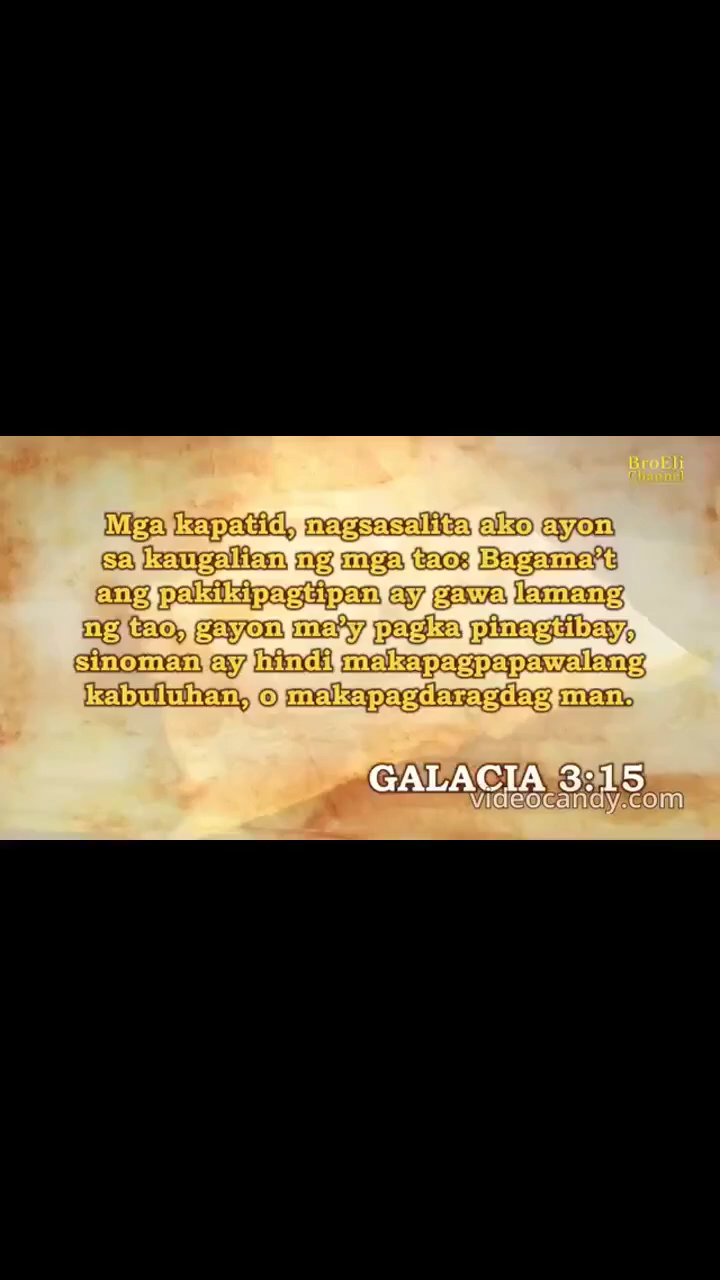 BroEli
Channel
Mga kapatid, nagsasalita ako ayon
sa kaugalian ng mga tao: Bagama't
ang pakikipagtipan ay gawa lamang
ng tao, gayon ma'y pagka pinagtibay,
sinoman ay hindi makapagpapawalang
kabuluhan, o makapagdaragdag man.
GALACIA 3:15
videocandy.com